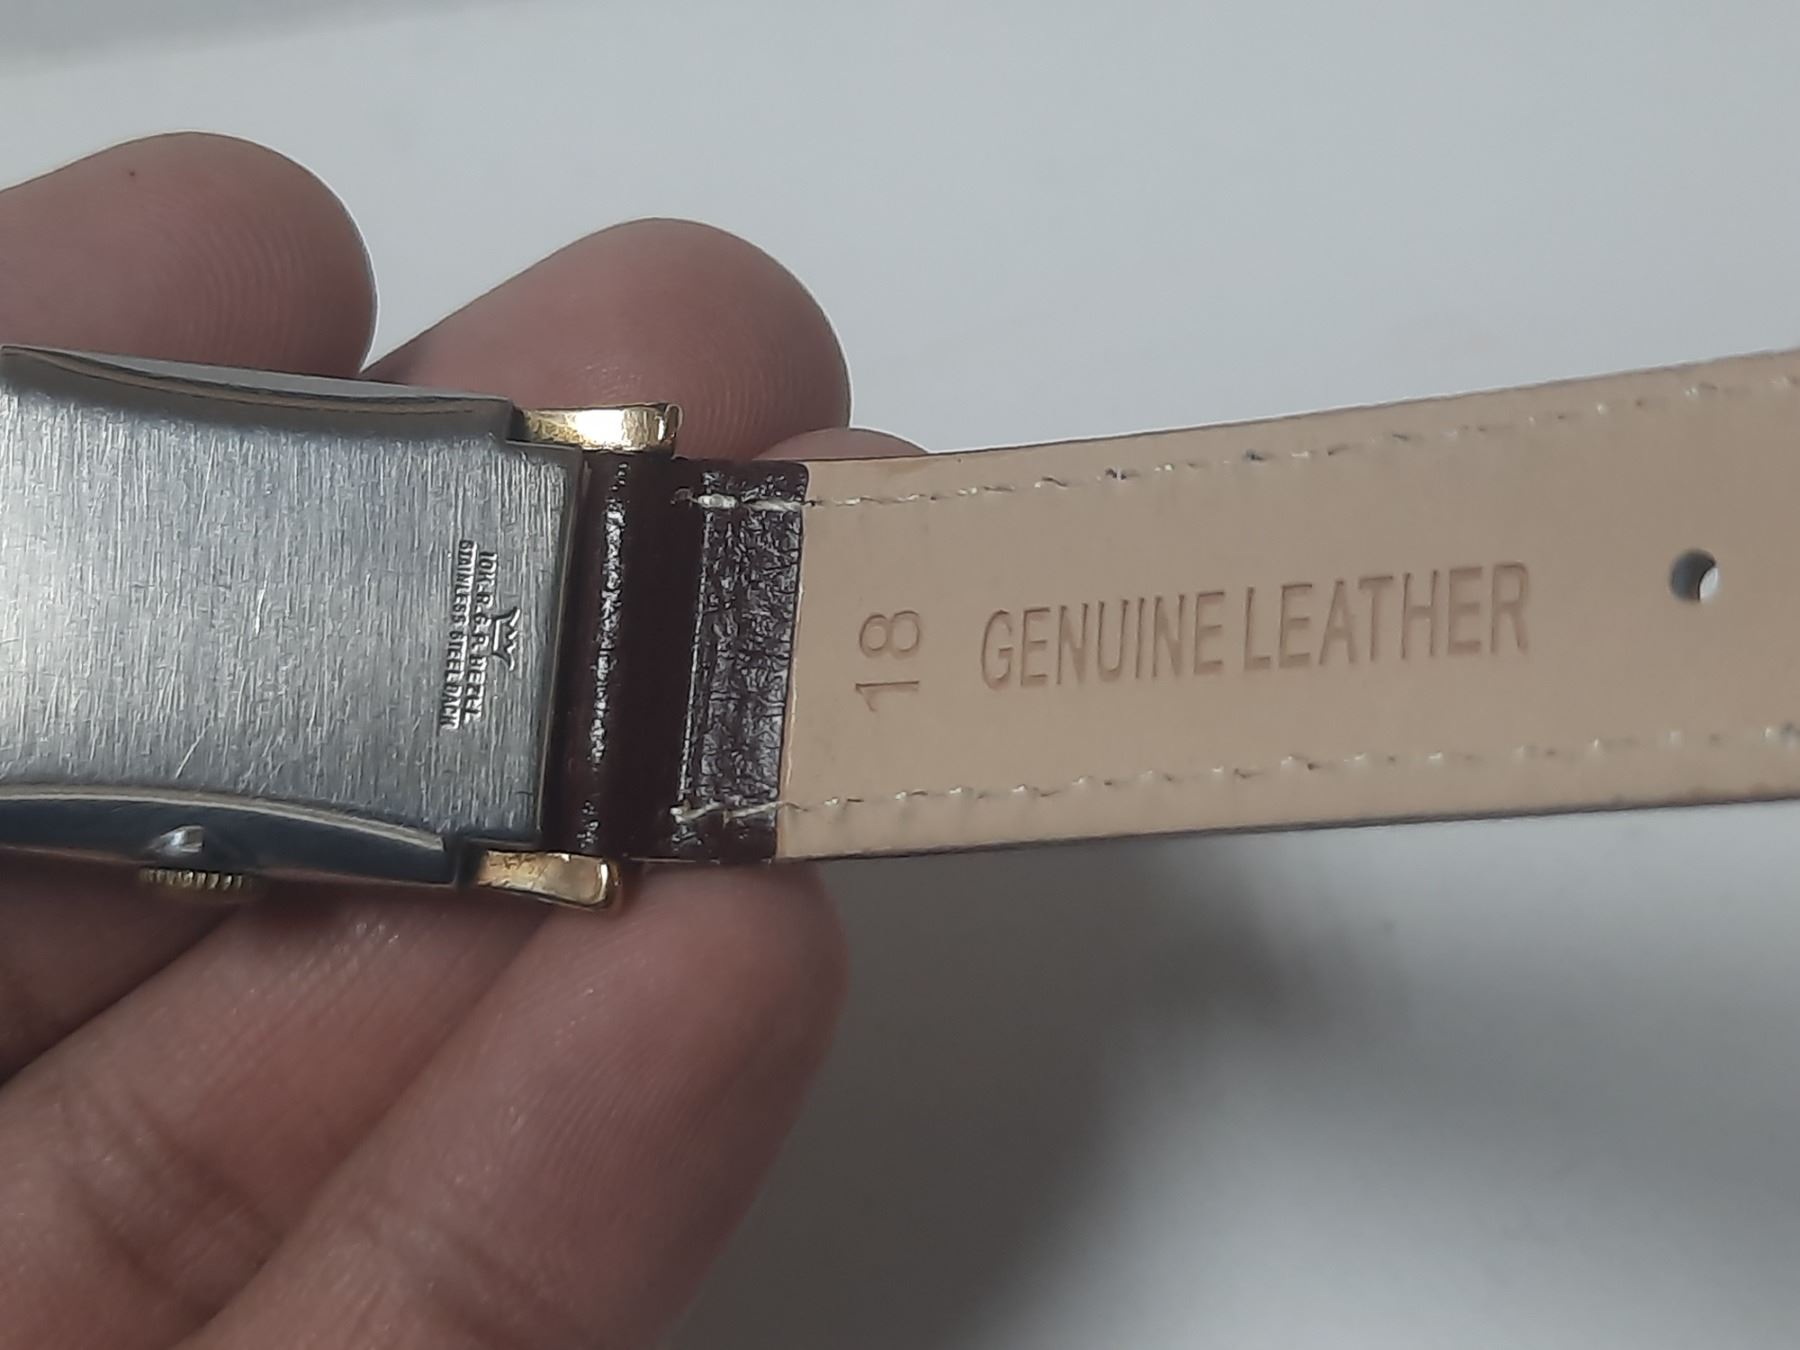 10K.R.G.P. BEZEL
STAINLESS STEEL BACK
18
GENUINE LEATHER